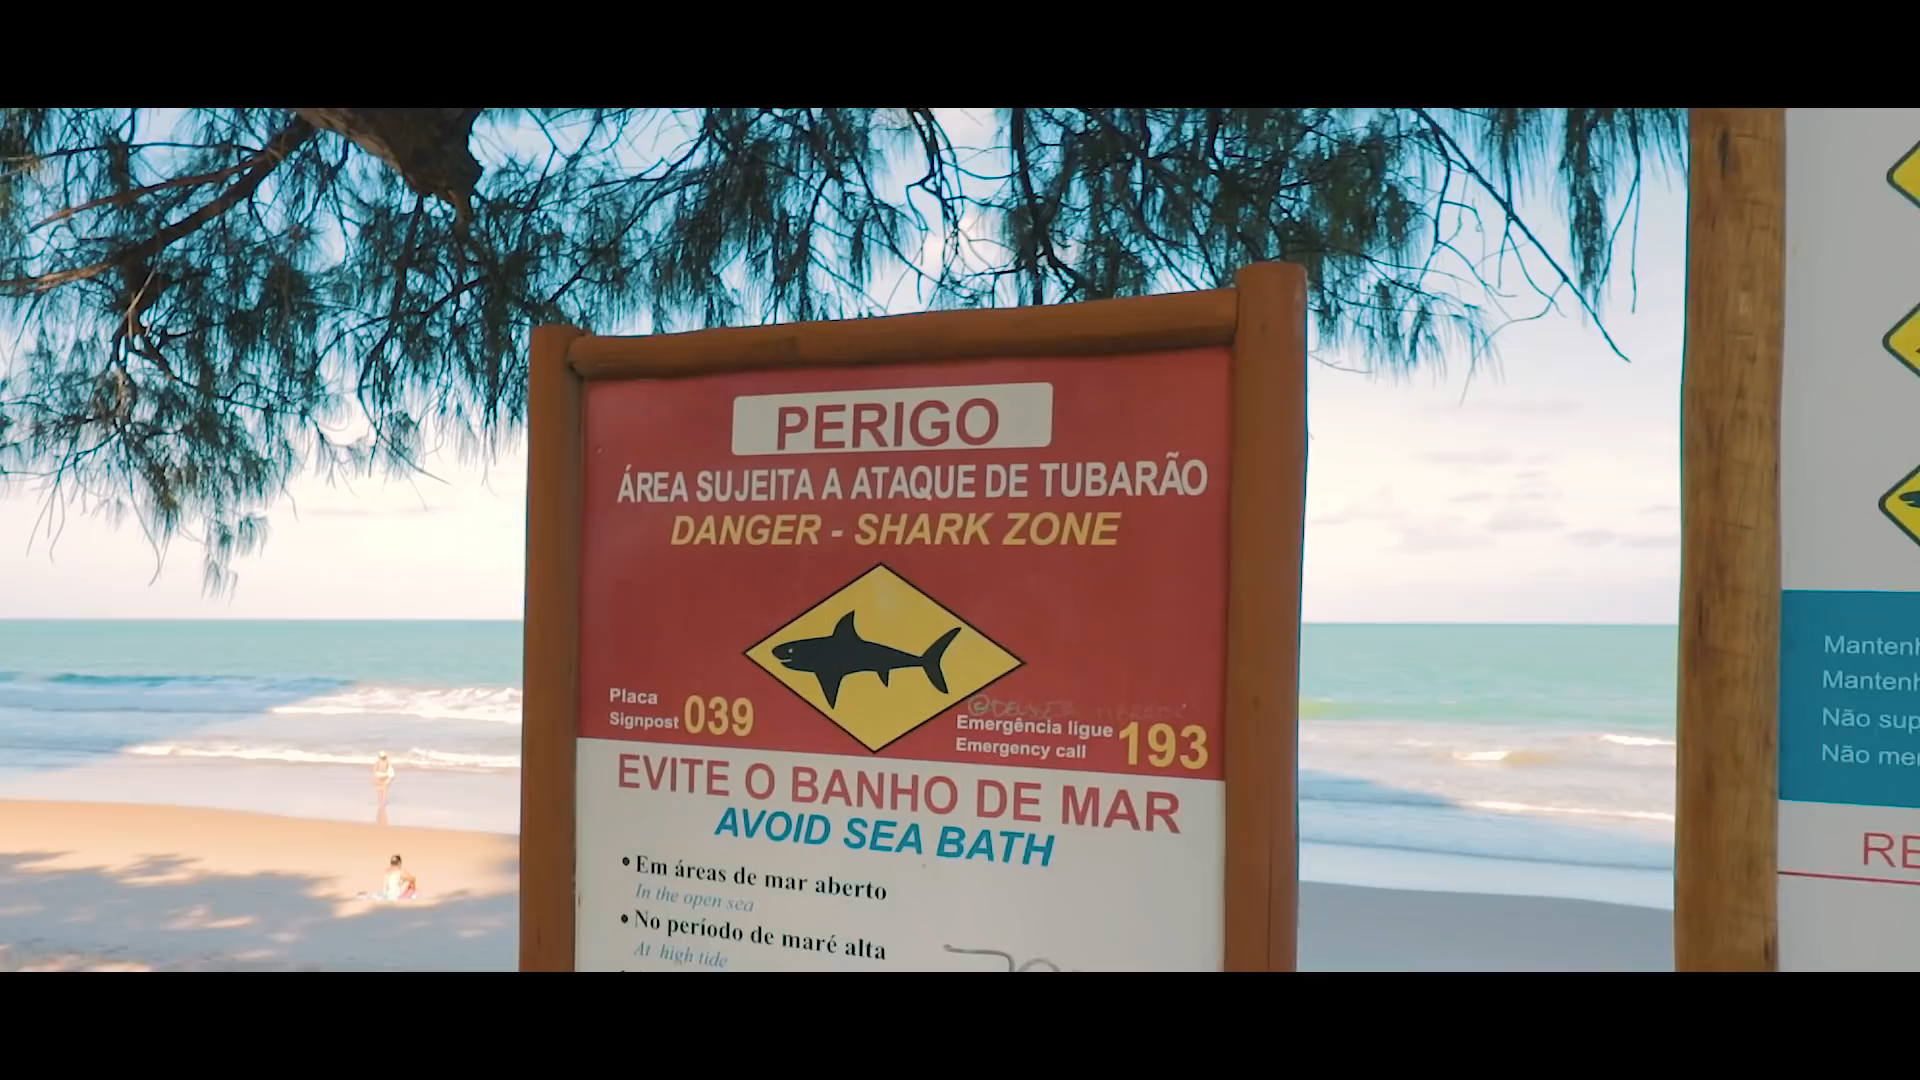 PERIGO
ÁREA SUJEITA A ATAQUE DE TUBARÃO
DANGER - SHARK ZONE
Placa
Signpost 039
Emergência ligue
Emergency call 193
EVITE O BANHO DE MAR
AVOID SEA BATH
• Em áreas de mar aberto
In the open sea
• No período de maré alta
At high tide
Não
Não